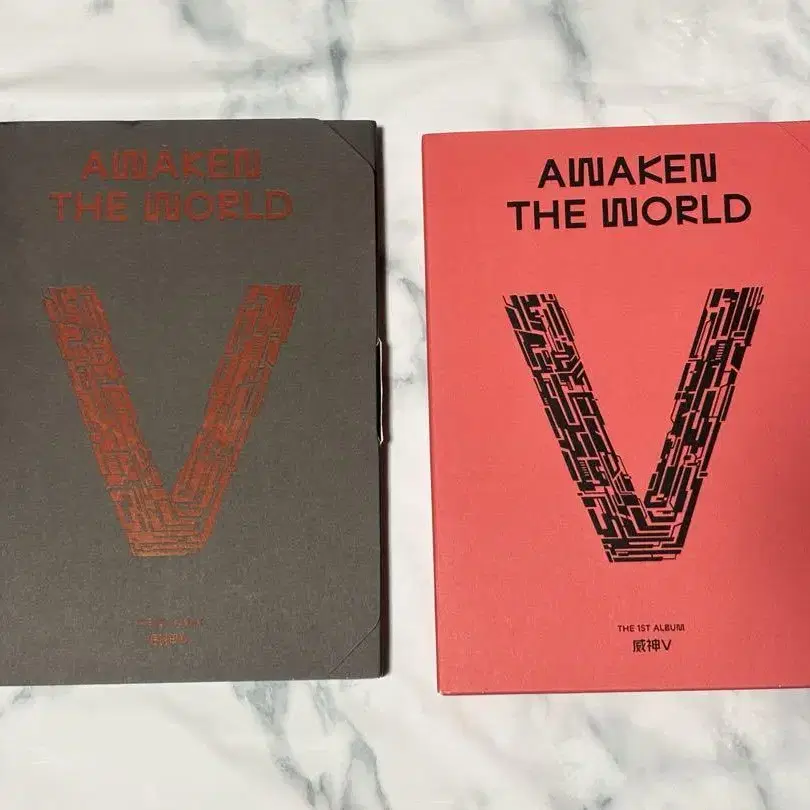 AWAKEN
THE WORLD
V
AWAKEN
THE WORLD
V
THE 1ST ALBUM
威神V